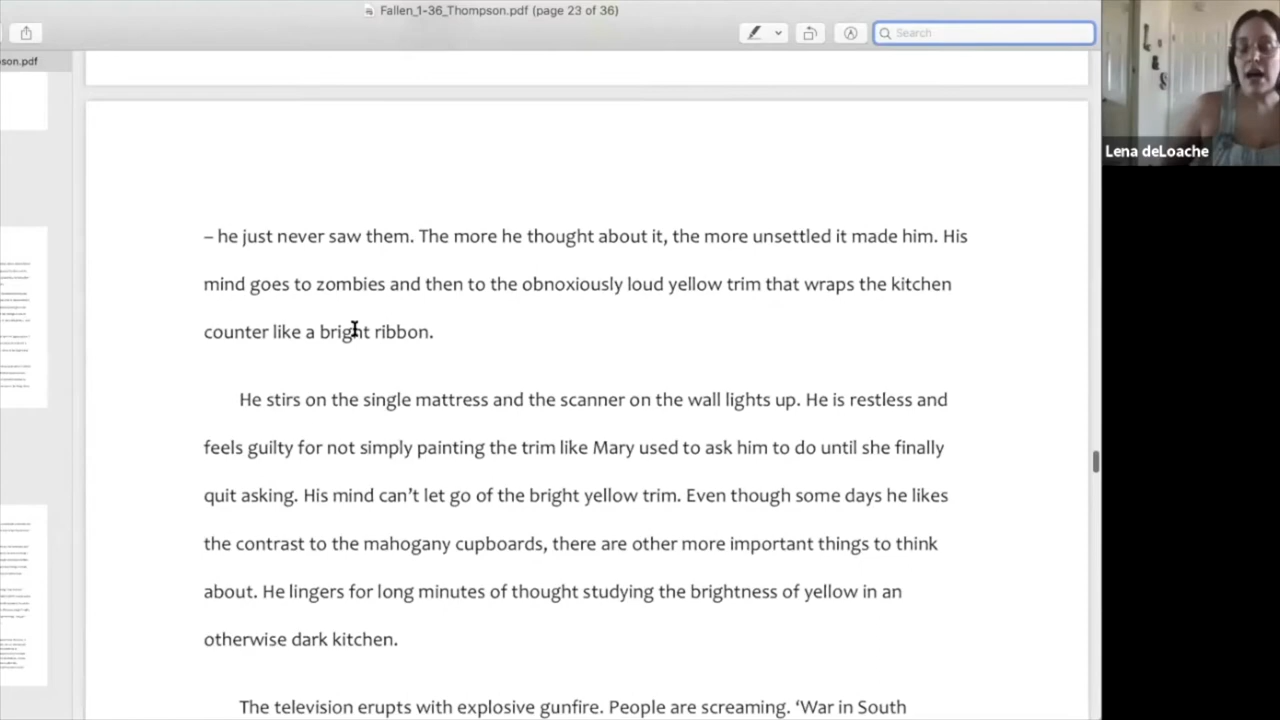 Fallen_1-36_Thompson.pdf (page 23 of 36)
Search
son.pdf
Lena deLoache
– he just never saw them. The more he thought about it, the more unsettled it made him. His
mind goes to zombies and then to the obnoxiously loud yellow trim that wraps the kitchen
counter like a bright ribbon.
He stirs on the single mattress and the scanner on the wall lights up. He is restless and
feels guilty for not simply painting the trim like Mary used to ask him to do until she finally
quit asking. His mind can’t let go of the bright yellow trim. Even though some days he likes
the contrast to the mahogany cupboards, there are other more important things to think
about. He lingers for long minutes of thought studying the brightness of yellow in an
otherwise dark kitchen.
The television erupts with explosive gunfire. People are screaming. ‘War in South